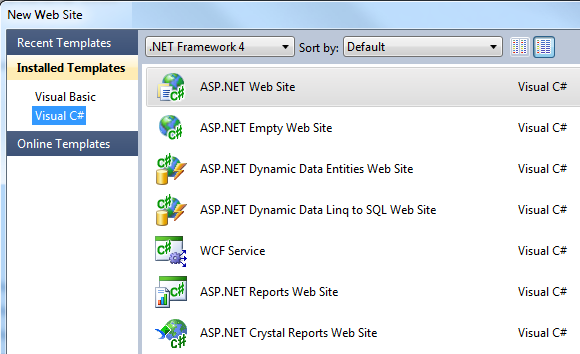 New Web Site
Recent Templates
Installed Templates
Visual Basic
Visual C#
Online Templates
.NET Framework 4 Sort by: Default
ASP.NET Web Site Visual C#
ASP.NET Empty Web Site Visual C#
ASP.NET Dynamic Data Entities Web Site Visual C#
ASP.NET Dynamic Data Linq to SQL Web Site Visual C#
WCF Service Visual C#
ASP.NET Reports Web Site Visual C#
ASP.NET Crystal Reports Web Site Visual C#